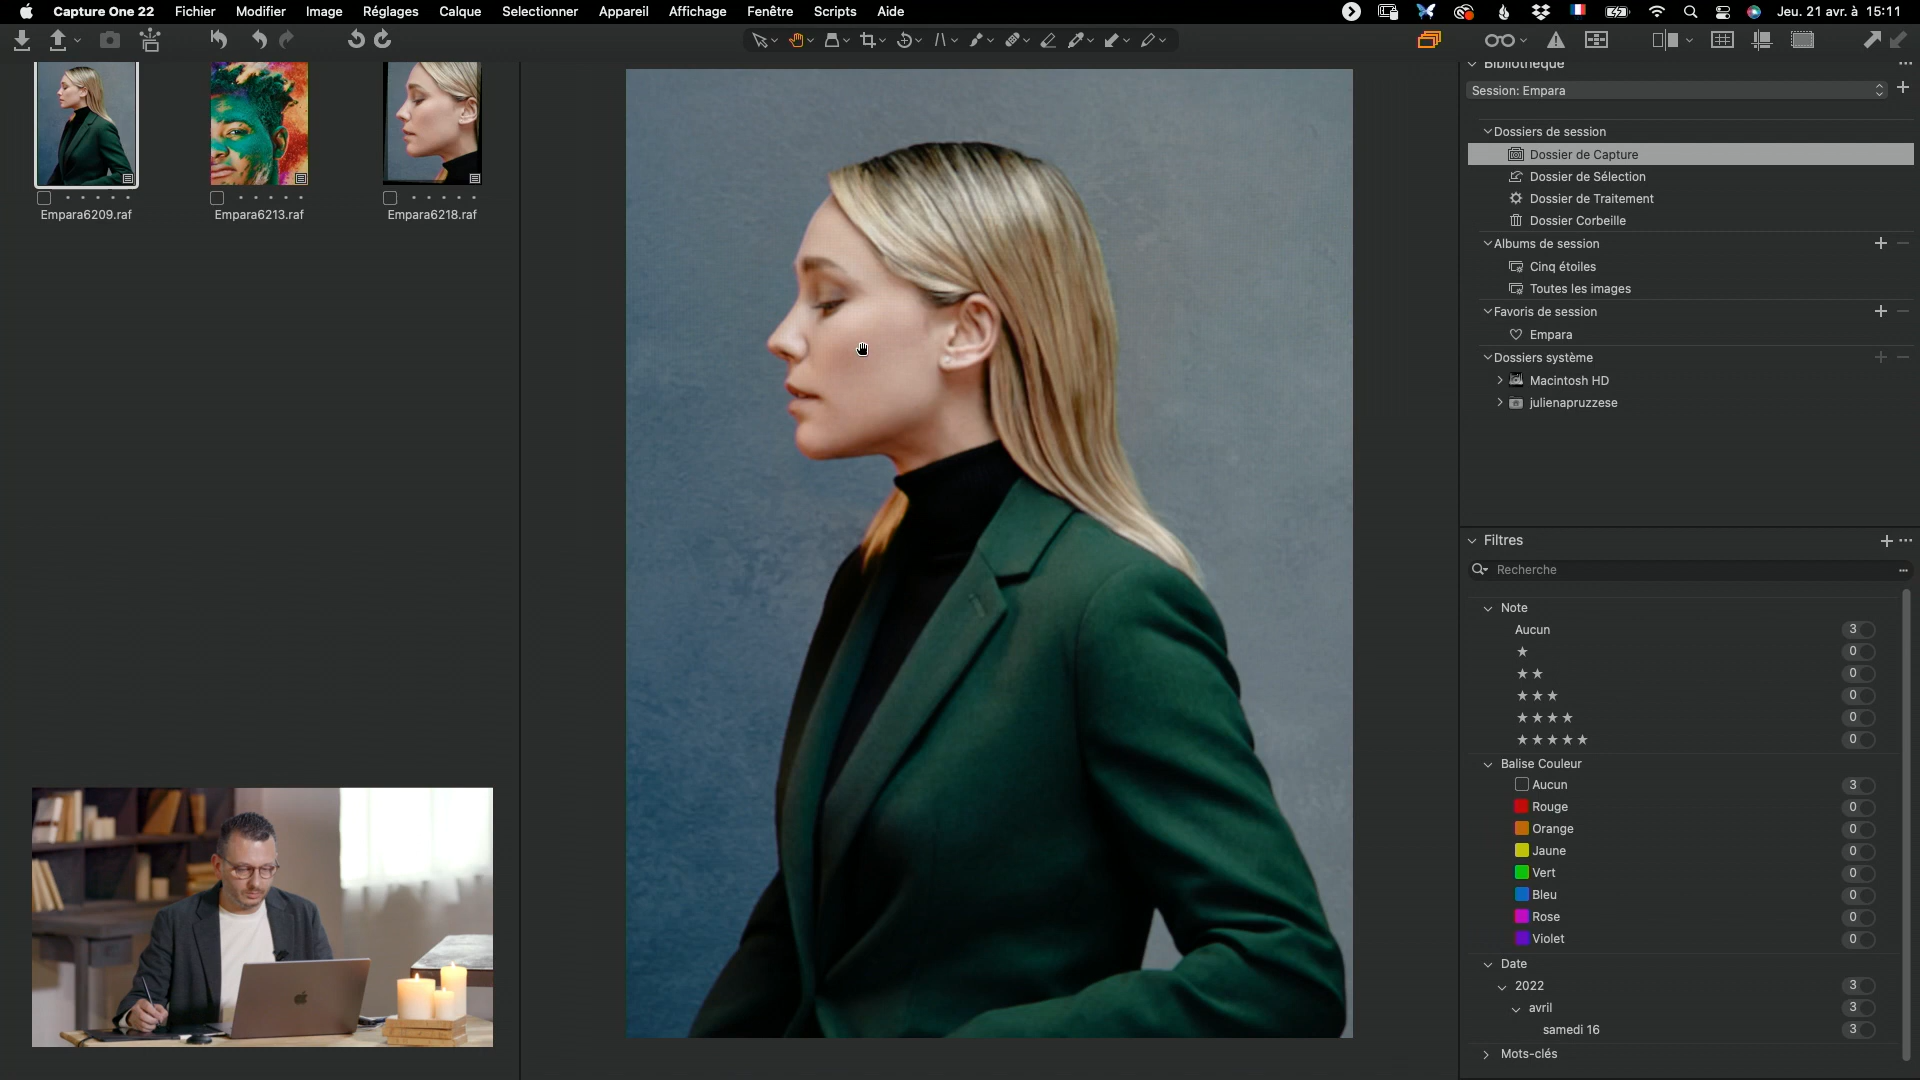 Capture One 22 Fichier Modifier Image Réglages Calque Selectionner Appareil Affichage Fenêtre Scripts Aide
Jeu. 21 avr. à 15:11
Empara6209.raf
Empara6213.raf
Empara6218.raf
Bibliothèque
Session: Empara
Dossiers de session
Dossier de Capture
Dossier de Sélection
Dossier de Traitement
Dossier Corbeille
Albums de session
Cinq étoiles
Toutes les images
Favoris de session
Empara
Dossiers système
Macintosh HD
julienapruzzese
Filtres
Recherche
Note
Aucun 3
★ 0
★★ 0
★★★ 0
★★★★ 0
★★★★★ 0
Balise Couleur
Aucun 3
Rouge 0
Orange 0
Jaune 0
Vert 0
Bleu 0
Rose 0
Violet 0
Date
2022 3
avril 3
samedi 16 3
Mots-clés